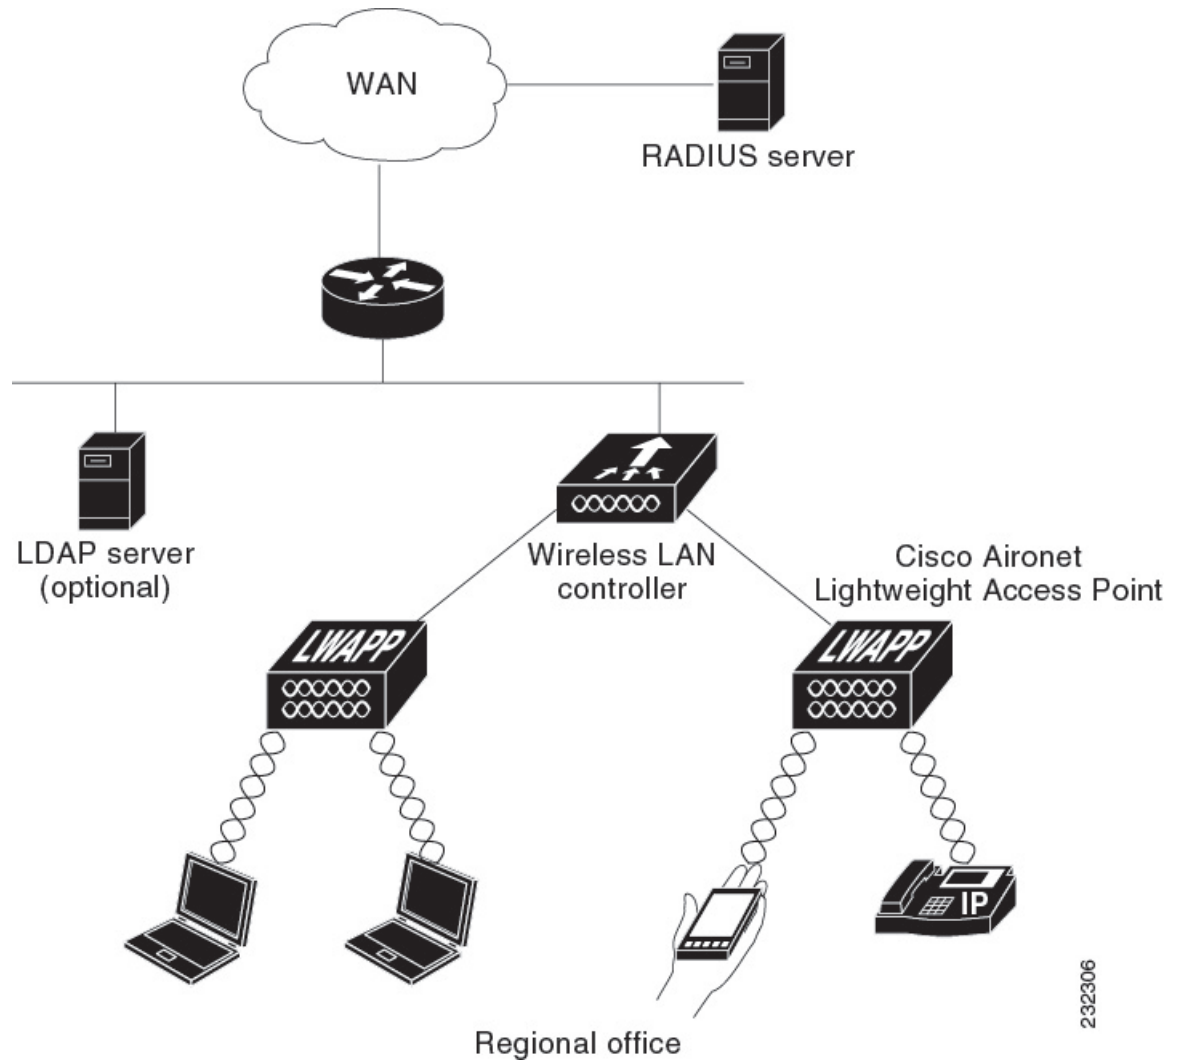 WAN
RADIUS server
LDAP server
(optional)
Wireless LAN
controller
Cisco Aironet
Lightweight Access Point
LWAPP
LWAPP
IP
232306
Regional office